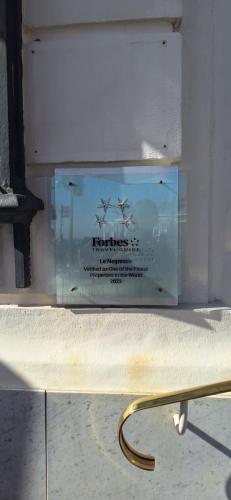 Forbes
TRAVEL GUIDE
Le Negresco
Verified as One of the Finest
Properties in the World
2023